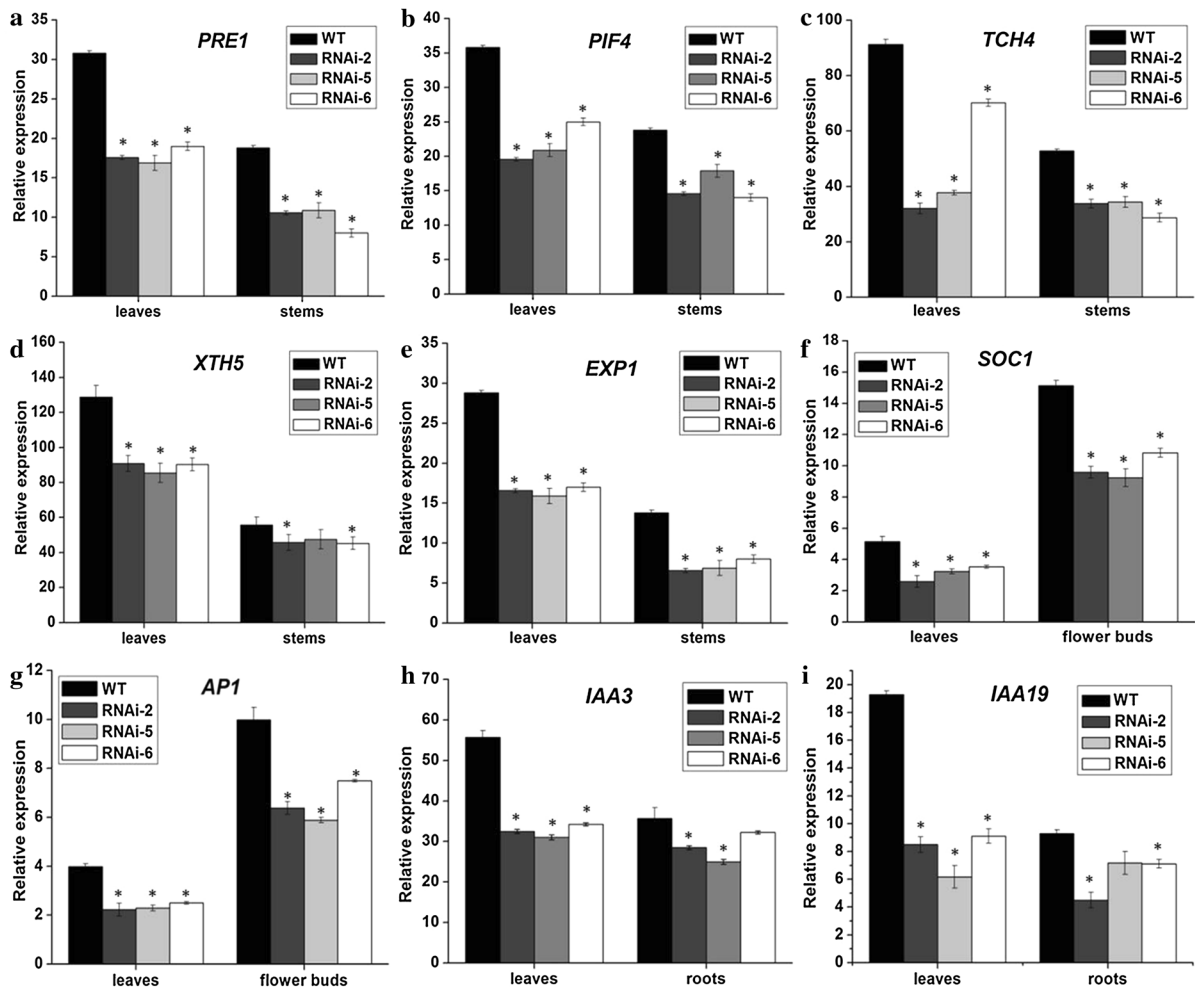 a
PRE1
WT
RNAi-2
RNAi-5
RNAi-6
Relative expression
35
30
25
20
15
10
5
0
* * *
* * *
leaves
stems
b
PIF4
WT
RNAi-2
RNAi-5
RNAI-6
Relative expression
40
35
30
25
20
15
10
5
0
* * *
* * *
leaves
stems
c
TCH4
WT
RNAi-2
RNAi-5
RNAi-6
Relative expression
100
80
60
40
20
0
* * *
* * *
leaves
stems
d
XTH5
WT
RNAi-2
RNAi-5
RNAi-6
Relative expression
160
140
120
100
80
60
40
20
0
* * *
* *
leaves
stems
e
EXP1
WT
RNAi-2
RNAi-5
RNAi-6
Relative expression
35
30
25
20
15
10
5
0
* * *
* * *
leaves
stems
f
SOC1
WT
RNAi-2
RNAi-5
RNAi-6
Relative expression
18
16
14
12
10
8
6
4
2
0
* * *
* * *
leaves
flower buds
g
AP1
WT
RNAi-2
RNAi-5
RNAi-6
Relative expression
12
10
8
6
4
2
0
* * *
* * *
leaves
flower buds
h
IAA3
WT
RNAi-2
RNAi-5
RNAi-6
Relative expression
70
60
50
40
30
20
10
0
* * *
* *
leaves
roots
i
IAA19
WT
RNAi-2
RNAi-5
RNAi-6
Relative expression
20
18
16
14
12
10
8
6
4
2
0
* * *
* *
leaves
roots